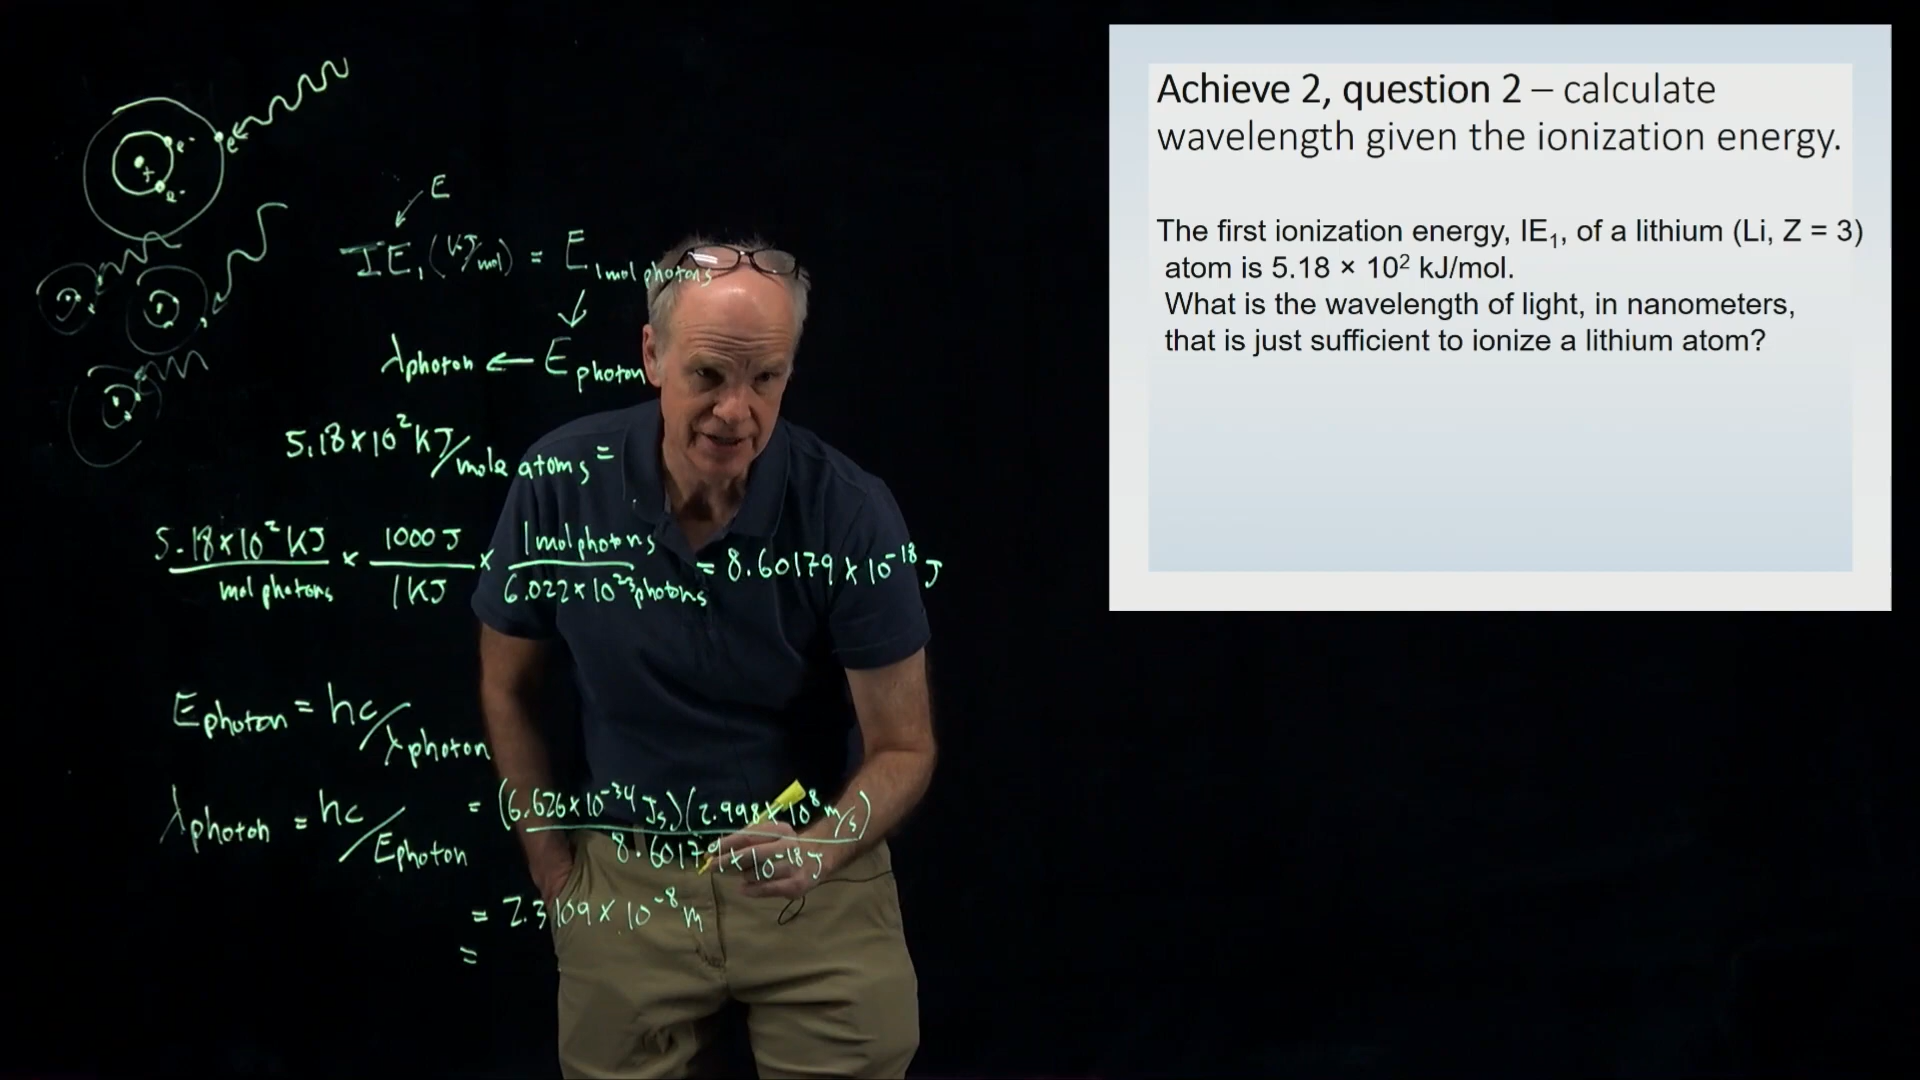 Achieve 2, question 2 – calculate
wavelength given the ionization energy.
The first ionization energy, IE₁, of a lithium (Li, Z = 3)
atom is 5.18 × 10² kJ/mol.
What is the wavelength of light, in nanometers,
that is just sufficient to ionize a lithium atom?
e⁻
e⁻
e⁻
+
E
IE₁ (kJ/mol) = E 1mol photons
λphoton ← E photon
5.18×10² kJ/mole atoms =
5.18×10² kJ/mol photons × 1000 J/1 kJ × 1 mol photons/6.022×10²³ photons = 8.60179×10⁻¹⁸ J
Ephoton = hc/λphoton
λphoton = hc/Ephoton = (6.626×10⁻³⁴ Js)(2.998×10⁸ m/s)/8.60179×10⁻¹⁸ J
= 2.3109×10⁻⁸ m
=